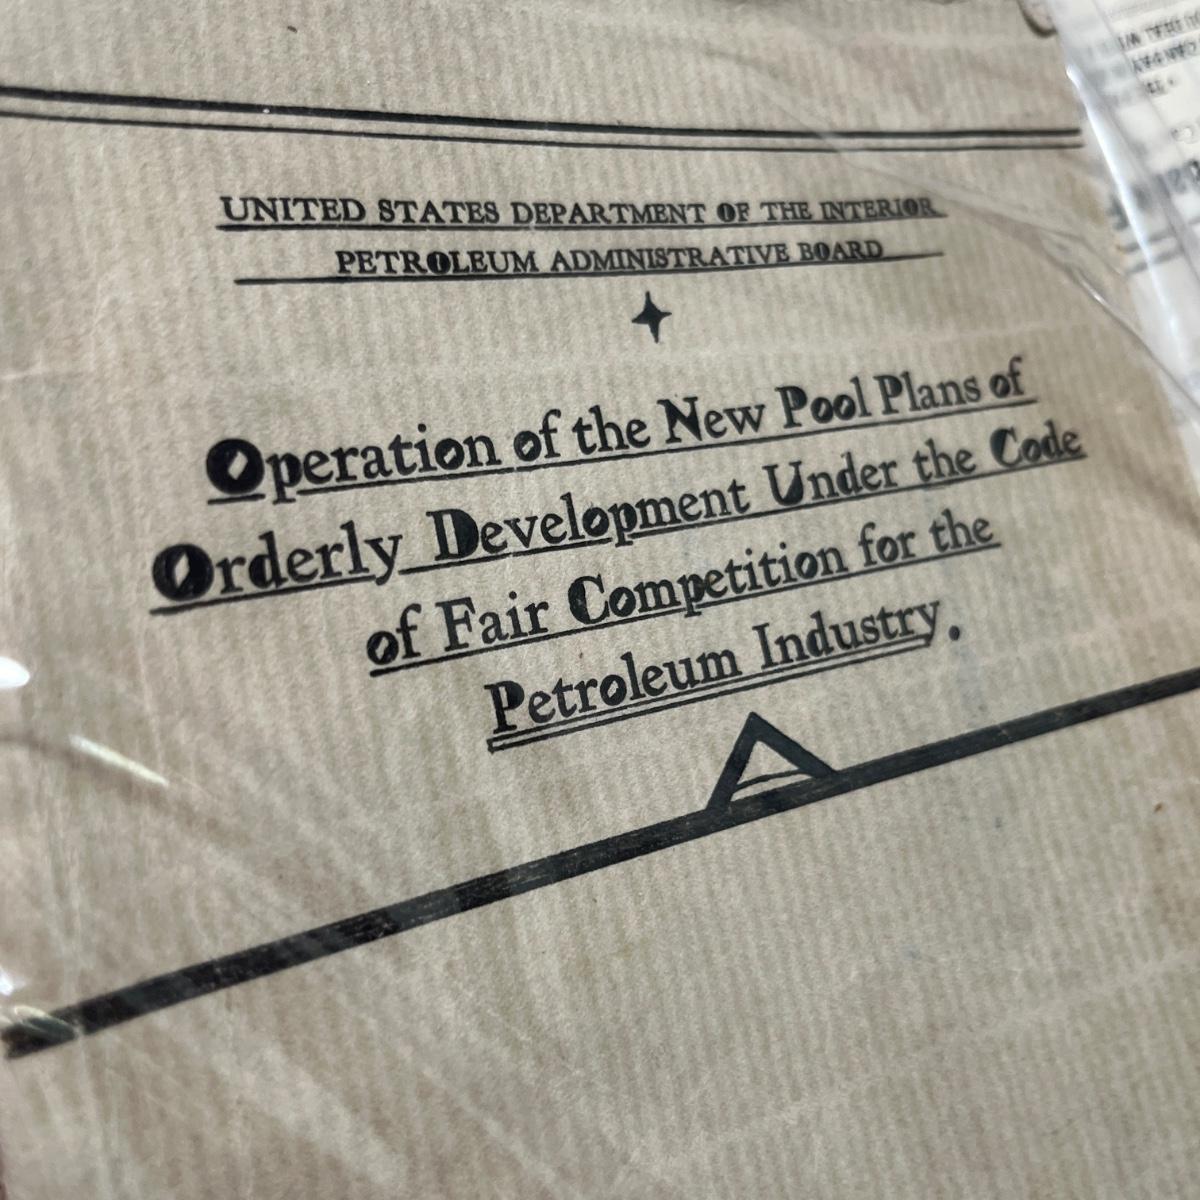 UNITED STATES DEPARTMENT OF THE INTERIOR
PETROLEUM ADMINISTRATIVE BOARD
Operation of the New Pool Plans of
Orderly Development Under the Code
of Fair Competition for the
Petroleum Industry.